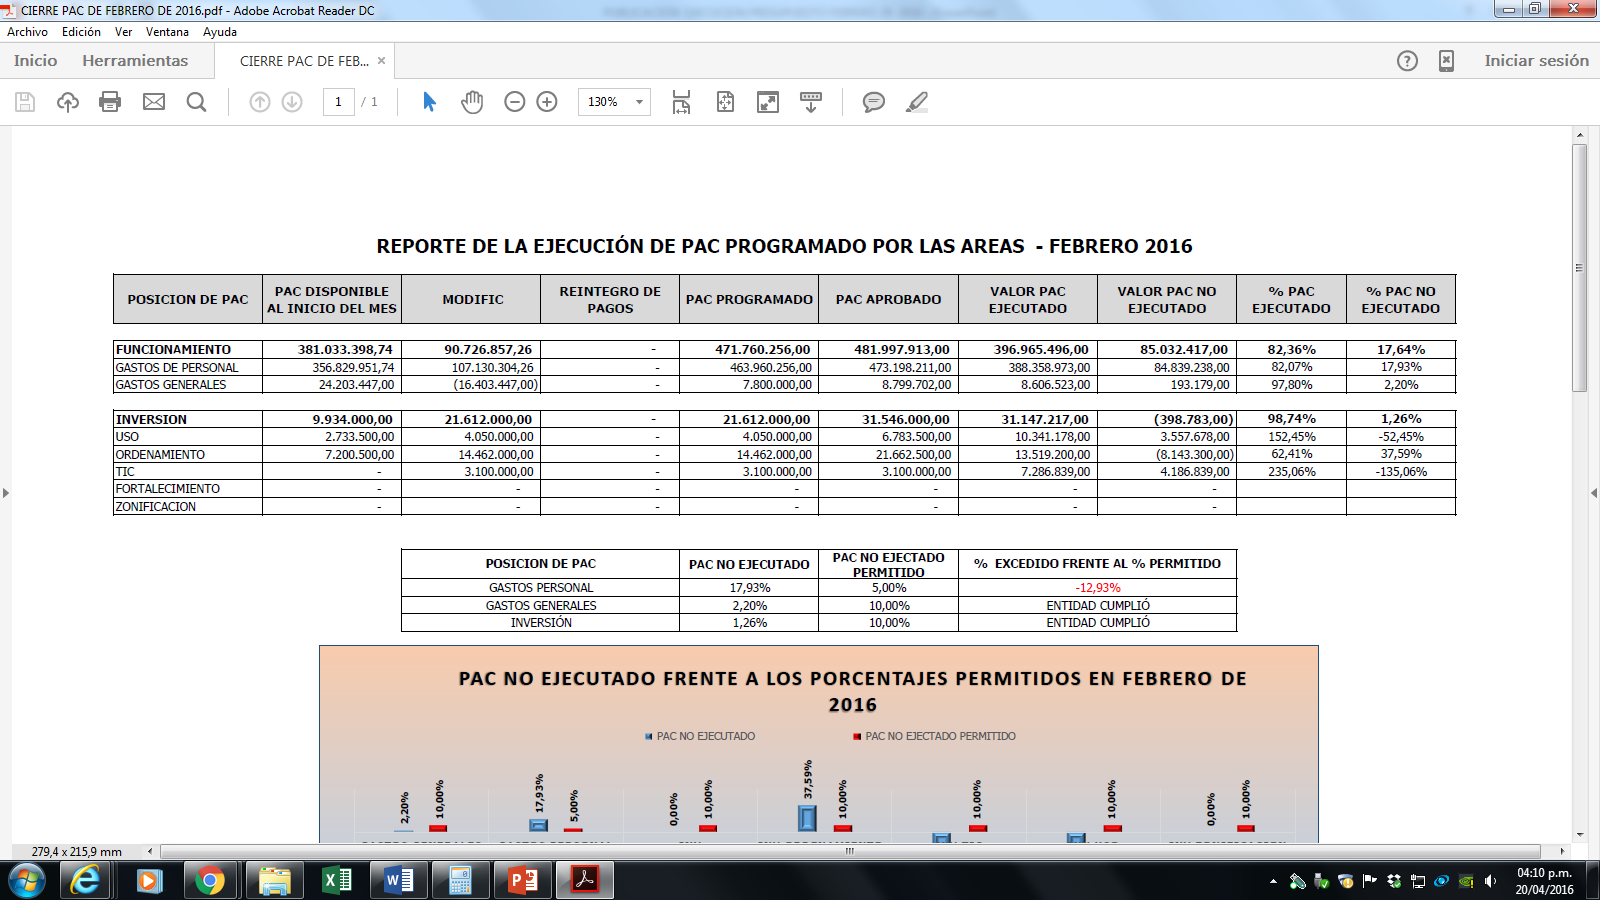 CIERRE PAC DE FEBRERO DE 2016.pdf - Adobe Acrobat Reader DC
Archivo Edición Ver Ventana Ayuda
Inicio Herramientas CIERRE PAC DE FEB... × Iniciar sesión
1 / 1 130%
REPORTE DE LA EJECUCIÓN DE PAC PROGRAMADO POR LAS AREAS - FEBRERO 2016
POSICION DE PAC PAC DISPONIBLE AL INICIO DEL MES MODIFIC REINTEGRO DE PAGOS PAC PROGRAMADO PAC APROBADO VALOR PAC EJECUTADO VALOR PAC NO EJECUTADO % PAC EJECUTADO % PAC NO EJECUTADO
FUNCIONAMIENTO 381.033.398,74 90.726.857,26 - 471.760.256,00 481.997.913,00 396.965.496,00 85.032.417,00 82,36% 17,64%
GASTOS DE PERSONAL 356.829.951,74 107.130.304,26 - 463.960.256,00 473.198.211,00 388.358.973,00 84.839.238,00 82,07% 17,93%
GASTOS GENERALES 24.203.447,00 (16.403.447,00) - 7.800.000,00 8.799.702,00 8.606.523,00 193.179,00 97,80% 2,20%
INVERSION 9.934.000,00 21.612.000,00 - 21.612.000,00 31.546.000,00 31.147.217,00 (398.783,00) 98,74% 1,26%
USO 2.733.500,00 4.050.000,00 - 4.050.000,00 6.783.500,00 10.341.178,00 3.557.678,00 152,45% -52,45%
ORDENAMIENTO 7.200.500,00 14.462.000,00 - 14.462.000,00 21.662.500,00 13.519.200,00 (8.143.300,00) 62,41% 37,59%
TIC - 3.100.000,00 - 3.100.000,00 3.100.000,00 7.286.839,00 4.186.839,00 235,06% -135,06%
FORTALECIMIENTO - - - - - - -
ZONIFICACION - - - - - - -
POSICION DE PAC PAC NO EJECUTADO PAC NO EJECTADO PERMITIDO % EXCEDIDO FRENTE AL % PERMITIDO
GASTOS PERSONAL 17,93% 5,00% -12,93%
GASTOS GENERALES 2,20% 10,00% ENTIDAD CUMPLIÓ
INVERSIÓN 1,26% 10,00% ENTIDAD CUMPLIÓ
PAC NO EJECUTADO FRENTE A LOS PORCENTAJES PERMITIDOS EN FEBRERO DE
2016
PAC NO EJECUTADO PAC NO EJECTADO PERMITIDO
2,20% 10,00% 17,93% 5,00% 0,00% 10,00% 37,59% 10,00% 10,00% 10,00% 0,00% 10,00%
279,4 x 215,9 mm
04:10 p.m.
20/04/2016